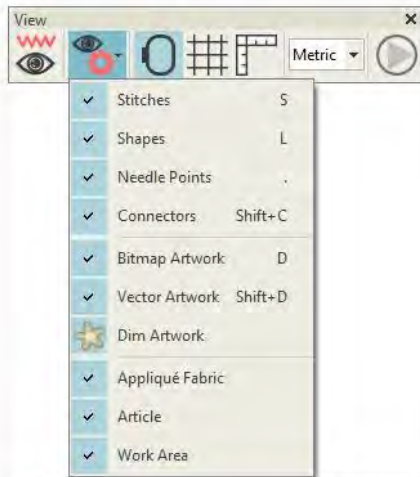 View
Metric
Stitches S
Shapes L
Needle Points .
Connectors Shift+C
Bitmap Artwork D
Vector Artwork Shift+D
Dim Artwork
Appliqué Fabric
Article
Work Area